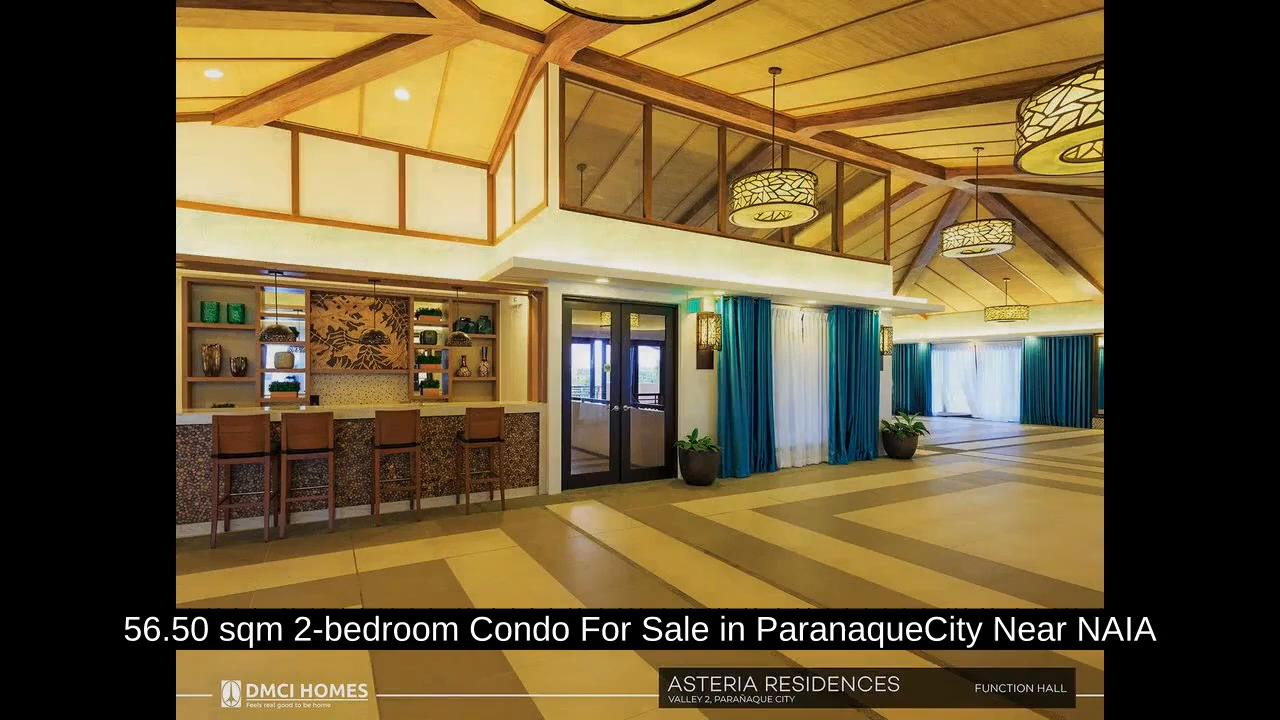 56.50 sqm 2-bedroom Condo For Sale in ParanaqueCity Near NAIA
DMCI HOMES
Feels real good to be home
ASTERIA RESIDENCES
VALLEY 2, PARAÑAQUE CITY
FUNCTION HALL